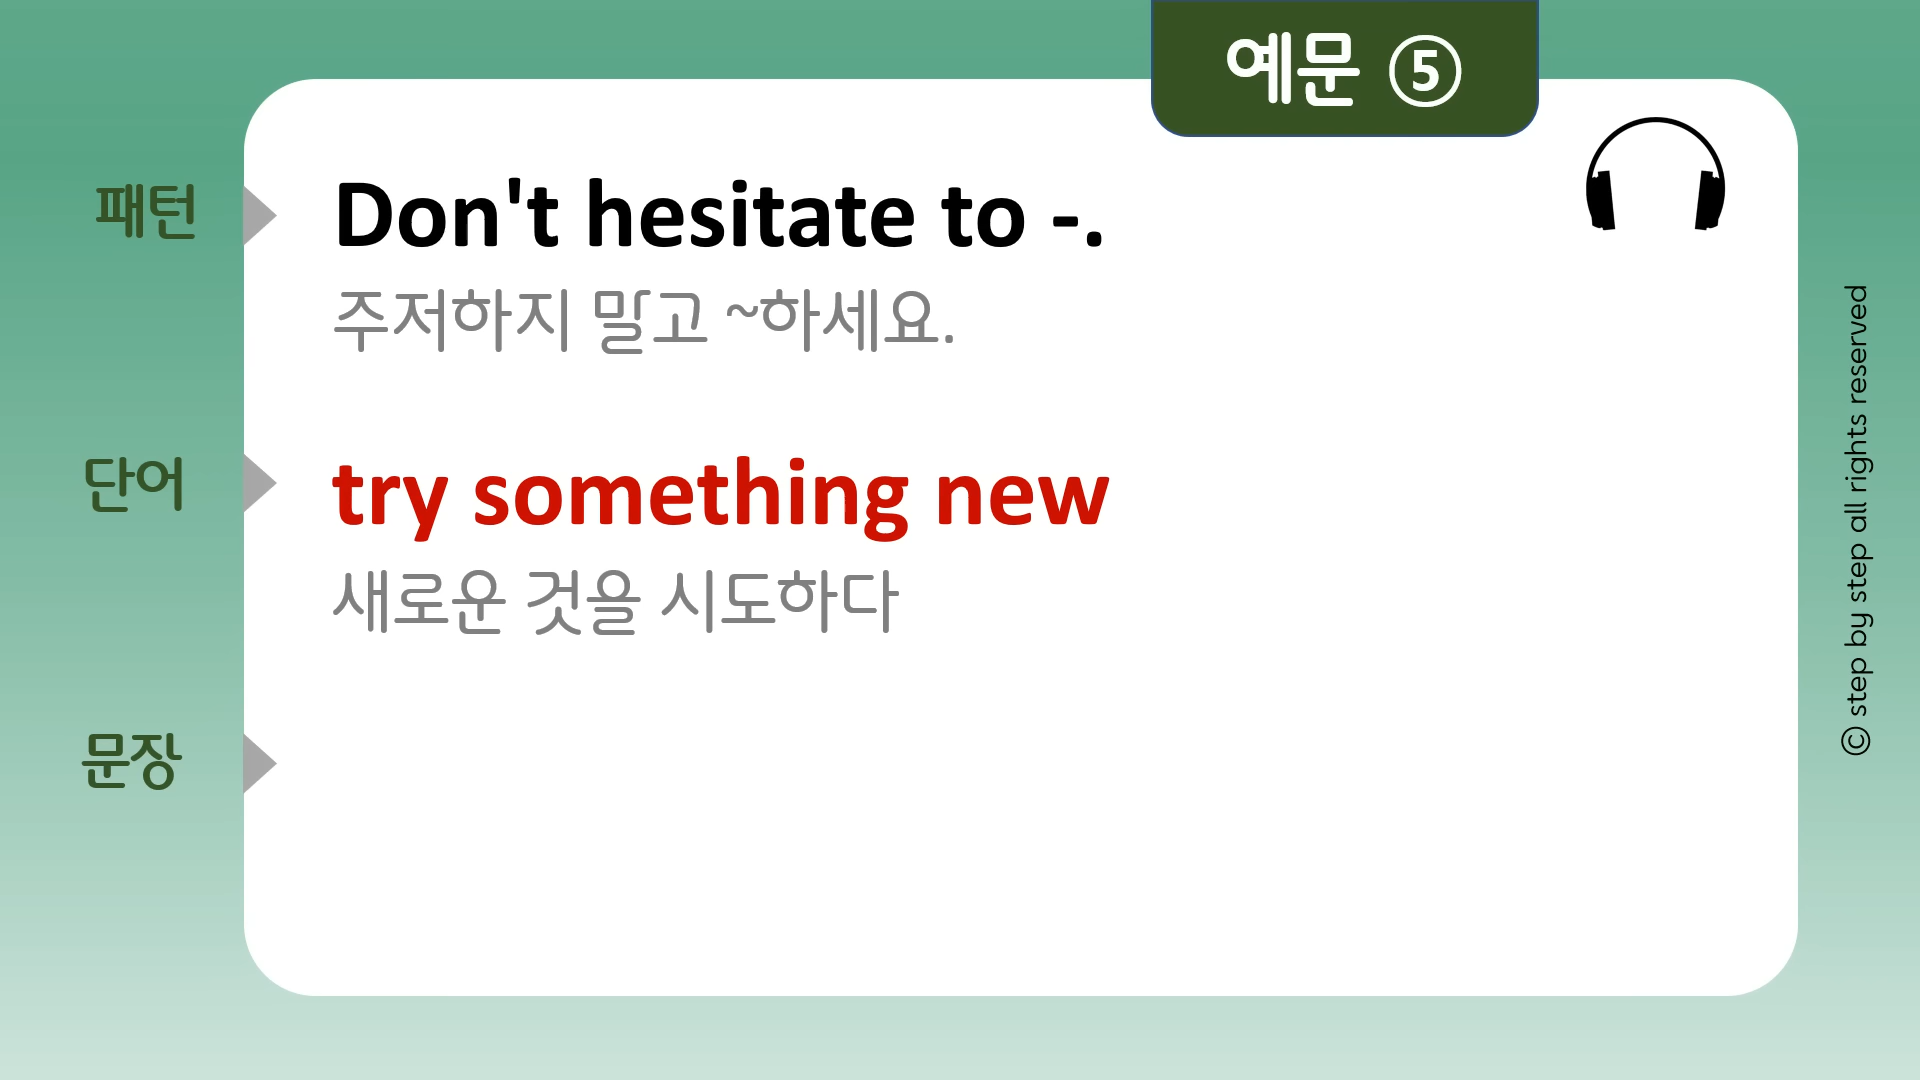 예문 ⑤
패턴
Don't hesitate to -.
주저하지 말고 ~하세요.
단어
try something new
새로운 것을 시도하다
문장
© step by step all rights reserved